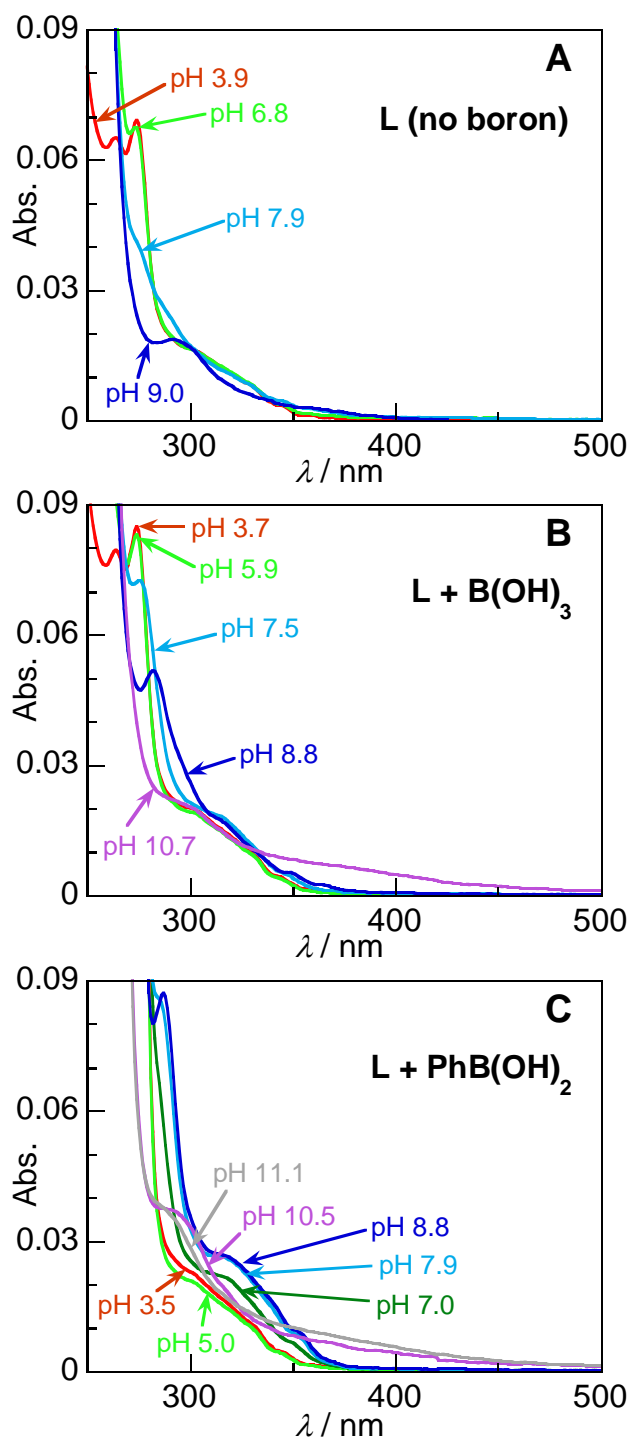 0.09
A
pH 3.9
L (no boron)
pH 6.8
0.06
Abs.
pH 7.9
0.03
pH 9.0
0
300
400
500
λ / nm
0.09
B
pH 3.7
pH 5.9
L + B(OH)3
pH 7.5
0.06
Abs.
pH 8.8
0.03
pH 10.7
0
300
400
500
λ / nm
0.09
C
L + PhB(OH)2
0.06
Abs.
pH 11.1
pH 10.5
pH 8.8
0.03
pH 7.9
pH 3.5
pH 7.0
pH 5.0
0
300
400
500
λ / nm